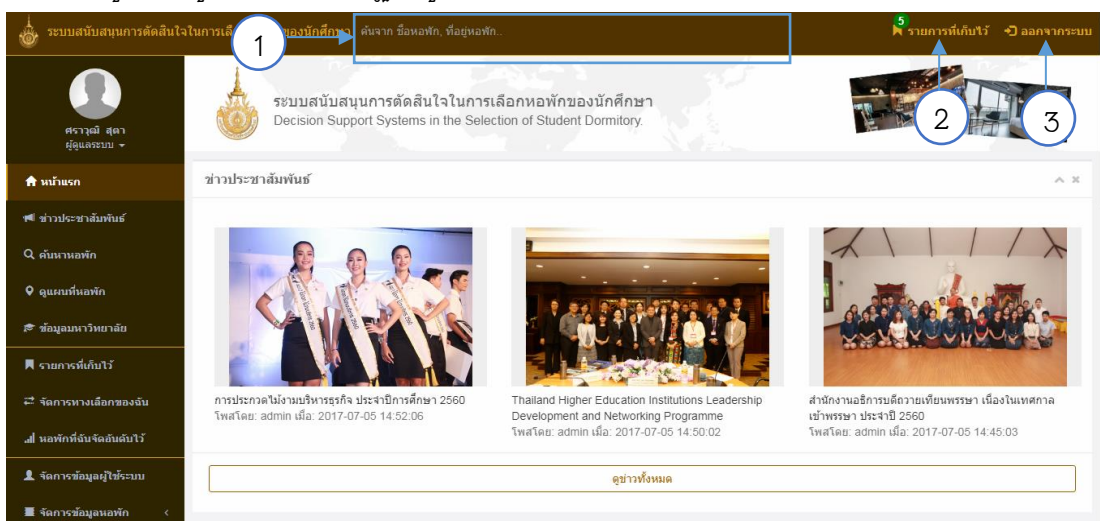 ระบบสนับสนุนการตัดสินใจในการเลือ ของนักศึกษา
1
ค้นจาก ชื่อหอพัก, ที่อยู่หอพัก..
5
รายการที่เก็บไว้
ออกจากระบบ
2
3
ศราวุฒิ สุดา
ผู้ดูแลระบบ
ระบบสนับสนุนการตัดสินใจในการเลือกหอพักของนักศึกษา
Decision Support Systems in the Selection of Student Dormitory.
หน้าแรก
ข่าวประชาสัมพันธ์
ค้นหาหอพัก
ดูแผนที่หอพัก
ข้อมูลมหาวิทยาลัย
รายการที่เก็บไว้
จัดการทางเลือกของฉัน
หอพักที่ฉันจัดอันดับไว้
จัดการข้อมูลผู้ใช้ระบบ
จัดการข้อมูลหอพัก
ข่าวประชาสัมพันธ์
การประกวดไม้งามบริหารธุรกิจ ประจำปีการศึกษา 2560
โพสโดย: admin เมื่อ: 2017-07-05 14:52:06
Thailand Higher Education Institutions Leadership
Development and Networking Programme
โพสโดย: admin เมื่อ: 2017-07-05 14:50:02
สำนักงานอธิการบดีถวายเทียนพรรษา เนื่องในเทศกาล
เข้าพรรษา ประจำปี 2560
โพสโดย: admin เมื่อ: 2017-07-05 14:45:03
ดูข่าวทั้งหมด